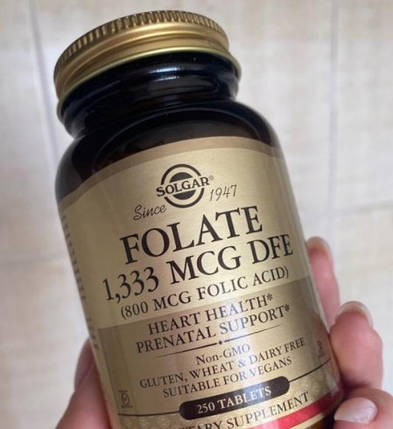 SOLGAR®
Since 1947
FOLATE
1,333 MCG DFE
(800 MCG FOLIC ACID)
HEART HEALTH*
PRENATAL SUPPORT*
Non-GMO
GLUTEN, WHEAT & DAIRY FREE
SUITABLE FOR VEGANS
250 TABLETS
DIETARY SUPPLEMENT